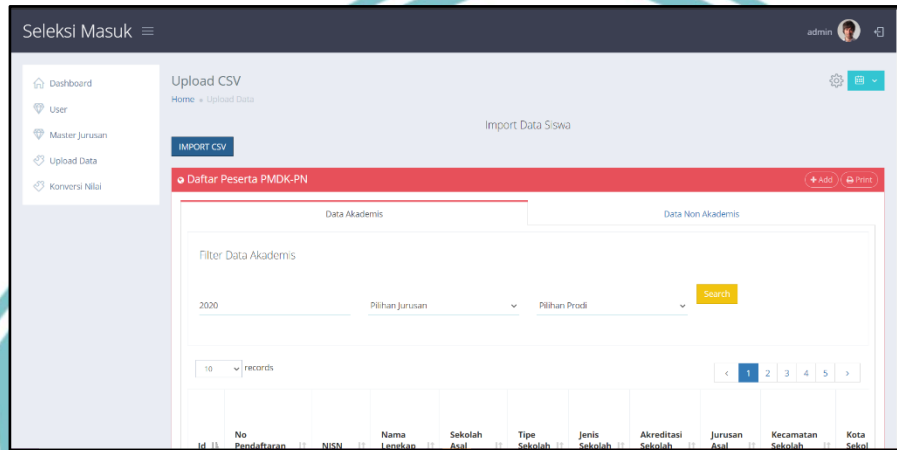 Seleksi Masuk
admin
Dashboard
User
Master Jurusan
Upload Data
Konversi Nilai
Upload CSV
Home
Upload Data
Import Data Siswa
IMPORT CSV
Daftar Peserta PMDK-PN
+ Add
Print
Data Akademis
Data Non Akademis
Filter Data Akademis
2020
Pilihan Jurusan
Pilihan Prodi
Search
10 records
< 1 2 3 4 5 >
Id
No
Pendaftaran
NISN
Nama
Lengkap
Sekolah
Asal
Tipe
Sekolah
Jenis
Sekolah
Akreditasi
Sekolah
Jurusan
Asal
Kecamatan
Sekolah
Kota
Sekol